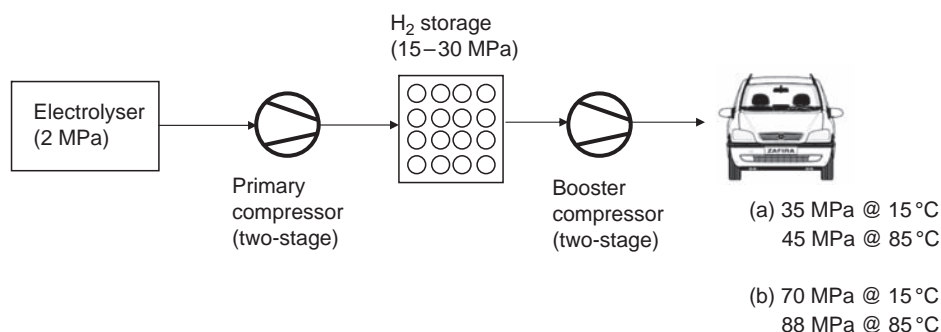 H₂ storage
(15–30 MPa)
Electrolyser
(2 MPa)
Primary
compressor
(two-stage)
Booster
compressor
(two-stage)
ZAFIRA
(a) 35 MPa @ 15 °C
45 MPa @ 85 °C
(b) 70 MPa @ 15 °C
88 MPa @ 85 °C